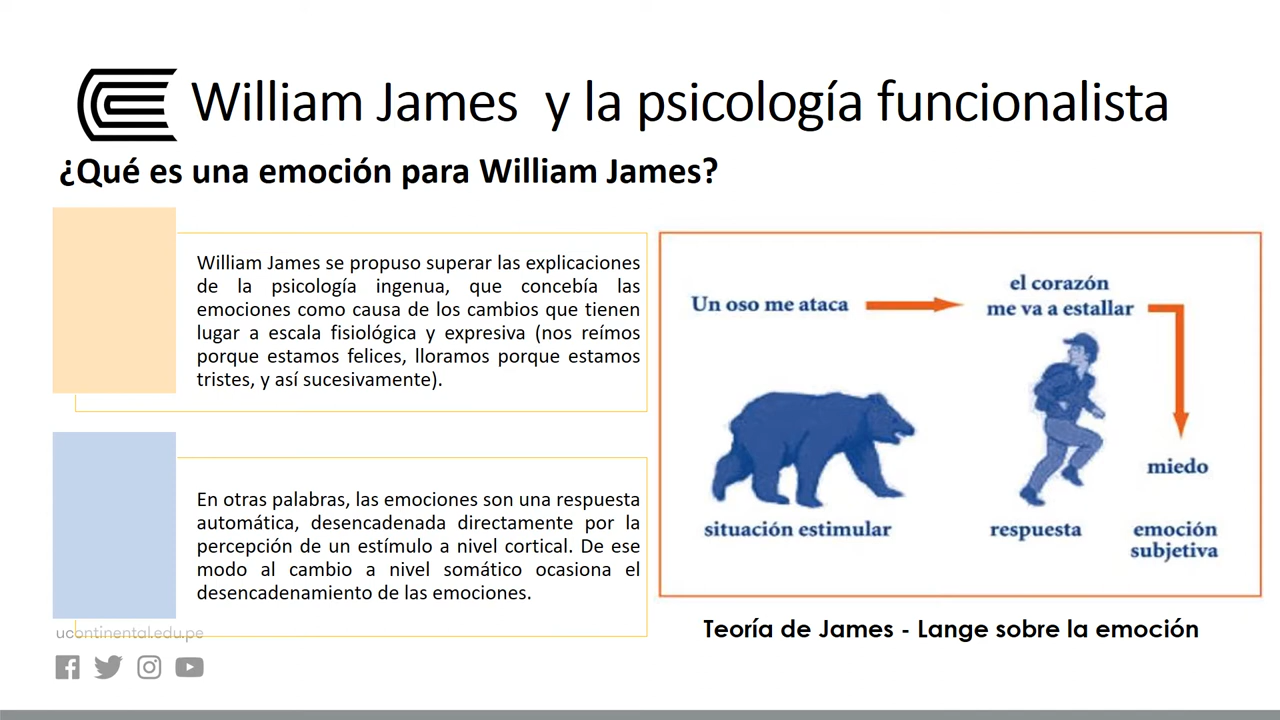 William James y la psicología funcionalista
¿Qué es una emoción para William James?
William James se propuso superar las explicaciones
de la psicología ingenua, que concebía las
emociones como causa de los cambios que tienen
lugar a escala fisiológica y expresiva (nos reímos
porque estamos felices, lloramos porque estamos
tristes, y así sucesivamente).
En otras palabras, las emociones son una respuesta
automática, desencadenada directamente por la
percepción de un estímulo a nivel cortical. De ese
modo al cambio a nivel somático ocasiona el
desencadenamiento de las emociones.
Un oso me ataca
el corazón
me va a estallar
miedo
situación estimular
respuesta
emoción
subjetiva
Teoría de James - Lange sobre la emoción
ucontinental.edu.pe